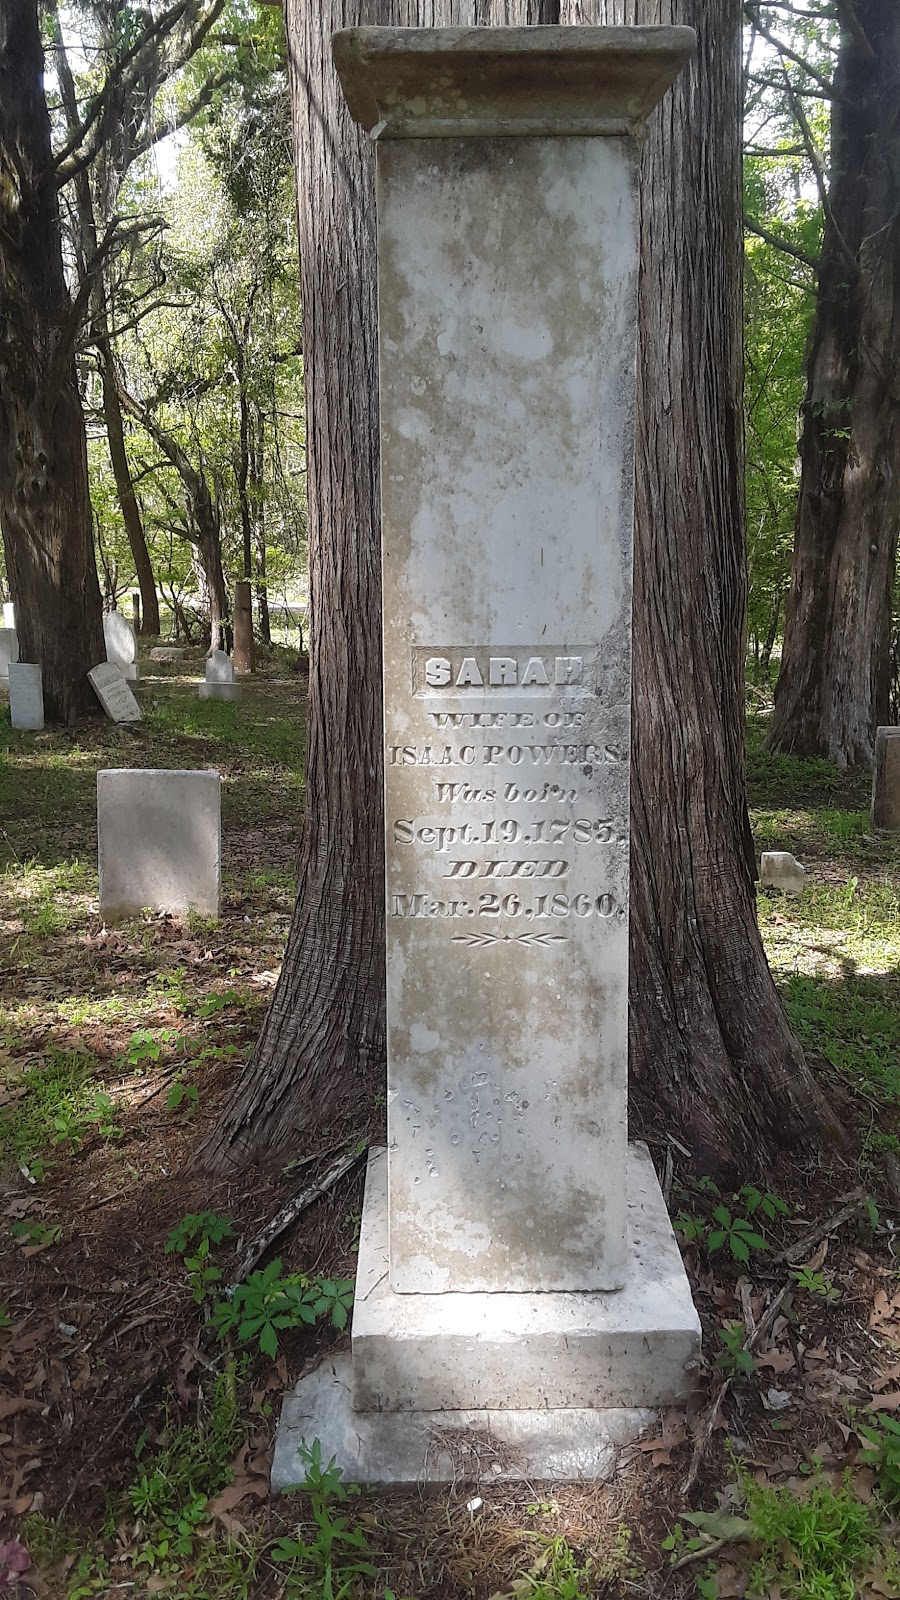 SARAH
WIFE OF
ISAAC POWERS
Was born
Sept. 19, 1785.
DIED
Mar. 26, 1860.